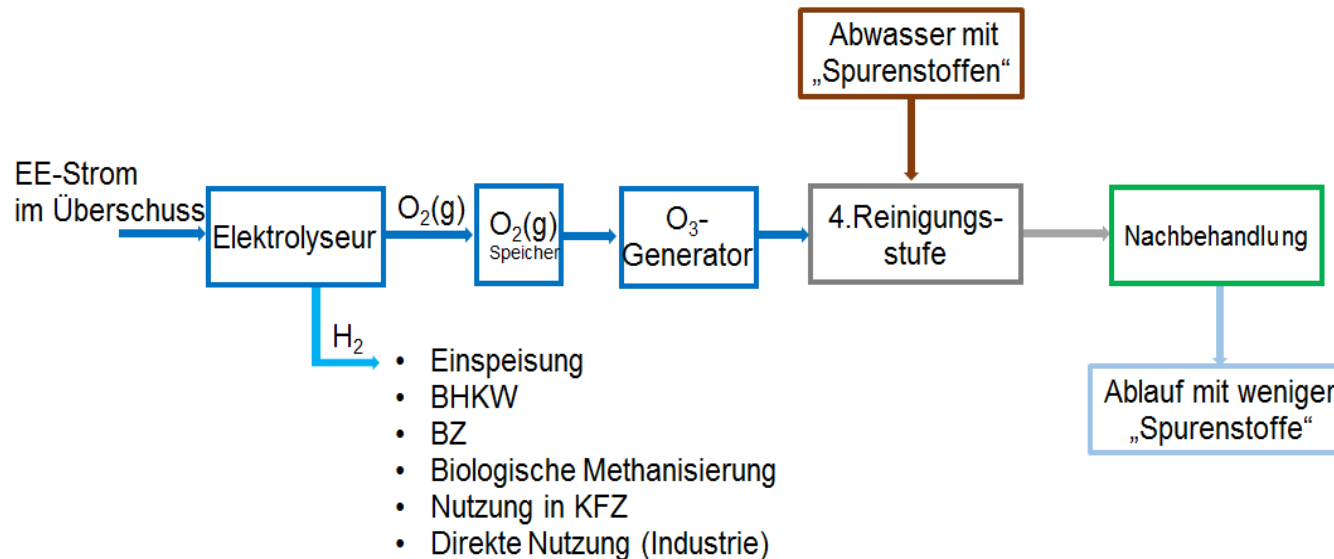 Abwasser mit
„Spurenstoffen“
EE-Strom
im Überschuss
Elektrolyseur
O₂(g)
O₂(g)
Speicher
O₃-
Generator
4.Reinigungs-
stufe
Nachbehandlung
H₂
• Einspeisung
• BHKW
• BZ
• Biologische Methanisierung
• Nutzung in KFZ
• Direkte Nutzung (Industrie)
Ablauf mit weniger
„Spurenstoffe“